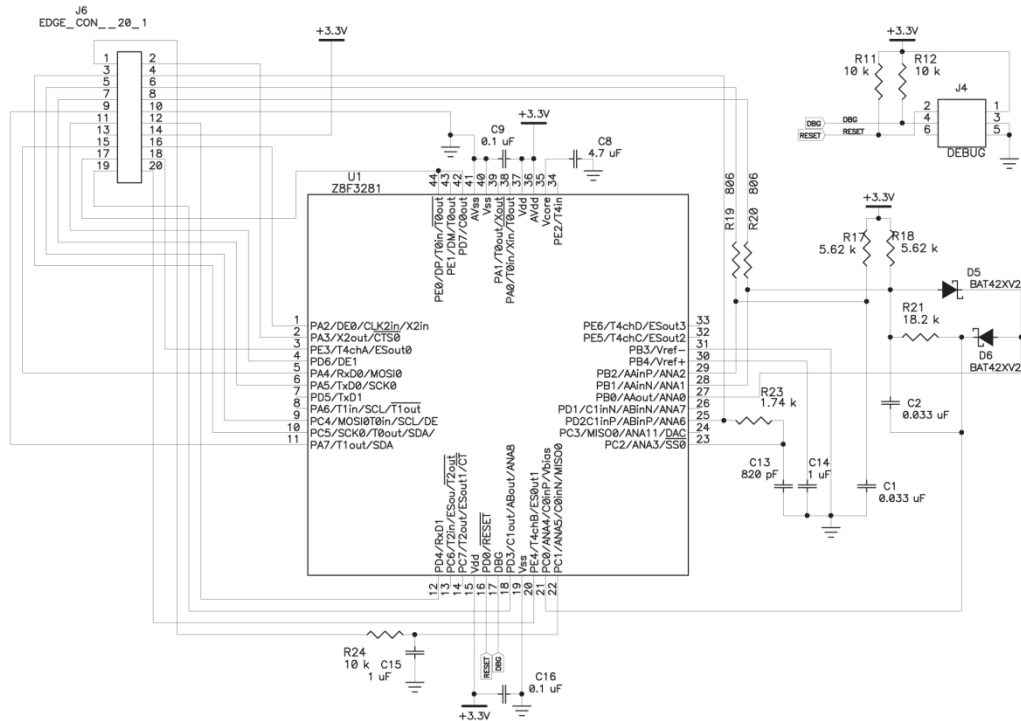 J6
EDGE_CON__20_1
1 2
3 4
5 6
7 8
9 10
11 12
13 14
15 16
17 18
19 20
+3.3V
+3.3V
C9
0.1 uF
C8
4.7 uF
+3.3V
R11
10 k
R12
10 k
J4
2 1
4 3
6 5
DBG
DBG
RESET
RESET
DEBUG
U1
Z8F3281
44
43
42
41
40
39
38
37
36
35
34
PE0/DP/T0in/T0out
PE1/DM/T0out
PD7/C0out
AVss
Vss
PA1/T0out/Xout
PA0/T0in/Xin/T0out
Vdd
AVdd
Vcore
PE2/T4in
R19 806
R20 806
+3.3V
R17
5.62 k
R18
5.62 k
D5
BAT42XV2
R21
18.2 k
D6
BAT42XV2
1 PA2/DE0/CLK2in/X2in
2 PA3/X2out/CTS0
3 PE3/T4chA/ESout0
4 PD6/DE1
5 PA4/RxD0/MOSI0
6 PA5/TxD0/SCK0
7 PD5/TxD1
8 PA6/T1in/SCL/T1out
9 PC4/MOSI0T0in/SCL/DE
10 PC5/SCK0/T0out/SDA/
11 PA7/T1out/SDA
PE6/T4chD/ESout3 33
PE5/T4chC/ESout2 32
PB3/Vref- 31
PB4/Vref+ 30
PB2/AAinP/ANA2 29
PB1/AAinN/ANA1 28
PB0/AAout/ANA0 27
PD1/C1inN/ABinN/ANA7 26
PD2C1inP/ABinP/ANA6 25
PC3/MISO0/ANA11/DAC 24
PC2/ANA3/SS0 23
R23
1.74 k
C2
0.033 uF
C13
820 pF
C14
1 uF
C1
0.033 uF
PD4/RxD1
PC6/T2in/ESou/T2out
PC7/T2out/ESout1/CT
Vdd
PD0/RESET
DBG
PD3/C1out/ABout/ANA8
Vss
PE4/T4chB/ES0ut1
PC0/ANA4/C0inP/Vbias
PC1/ANA5/C0inN/MISO0
12
13
14
15
16
17
18
19
20
21
22
R24
10 k
C15
1 uF
RESET
DBG
C16
0.1 uF
+3.3V